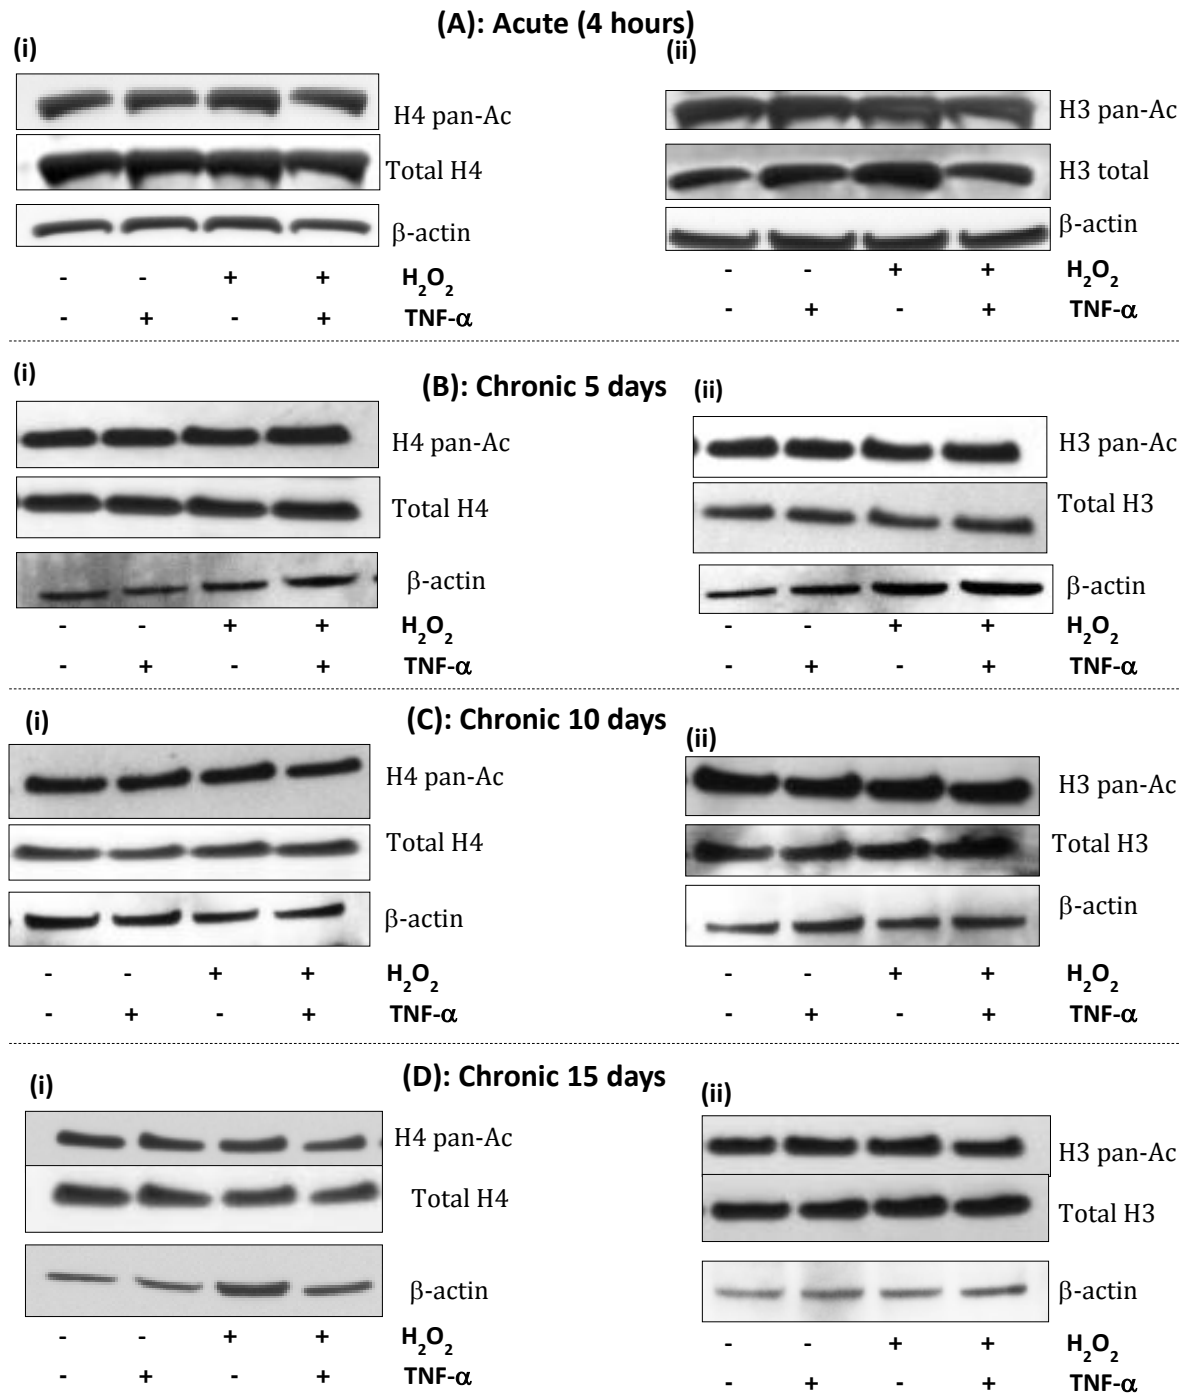 (A): Acute (4 hours)
(i)
H4 pan-Ac
Total H4
β-actin
- - + + H₂O₂
- + - + TNF-α
(ii)
H3 pan-Ac
H3 total
β-actin
- - + + H₂O₂
- + - + TNF-α
(B): Chronic 5 days
(i)
H4 pan-Ac
Total H4
β-actin
- - + + H₂O₂
- + - + TNF-α
(ii)
H3 pan-Ac
Total H3
β-actin
- - + + H₂O₂
- + - + TNF-α
(C): Chronic 10 days
(i)
H4 pan-Ac
Total H4
β-actin
- - + + H₂O₂
- + - + TNF-α
(ii)
H3 pan-Ac
Total H3
β-actin
- - + + H₂O₂
- + - + TNF-α
(D): Chronic 15 days
(i)
H4 pan-Ac
Total H4
β-actin
- - + + H₂O₂
- + - + TNF-α
(ii)
H3 pan-Ac
Total H3
β-actin
- - + + H₂O₂
- + - + TNF-α